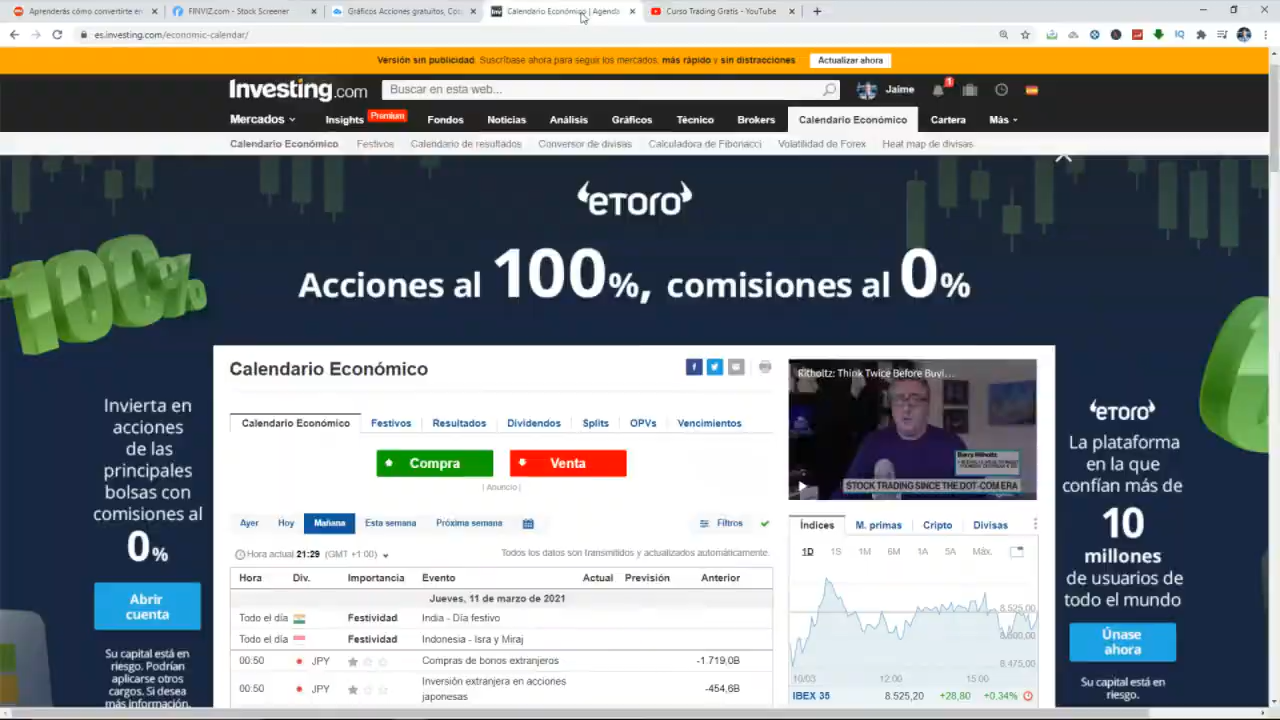 Aprenderás cómo convertirte en
FINVIZ.com - Stock Screener
Gráficos Acciones gratuitos, Co
Calendario Económico | Agenda
Curso Trading Gratis - YouTube
es.investing.com/economic-calendar/
Versión sin publicidad. Suscríbase ahora para seguir los mercados, más rápido y sin distracciones.
Actualizar ahora
Investing.com
Buscar en esta web...
Jaime
1
Mercados
Insights
Premium
Fondos
Noticias
Análisis
Gráficos
Técnico
Brokers
Calendario Económico
Cartera
Más
Calendario Económico
Festivos
Calendario de resultados
Conversor de divisas
Calculadora de Fibonacci
Volatilidad de Forex
Heat map de divisas
eToro
Acciones al 100%, comisiones al 0%
100%
Invierta en
acciones
de las
principales
bolsas con
comisiones al
0%
Abrir
cuenta
Su capital está en
riesgo. Podrían
aplicarse otros
cargos. Si desea
más información.
Calendario Económico
Calendario Económico
Festivos
Resultados
Dividendos
Splits
OPVs
Vencimientos
Compra
Venta
| Anuncio |
Ayer
Hoy
Mañana
Esta semana
Próxima semana
Filtros
Hora actual 21:29 (GMT +1:00)
Todos los datos son transmitidos y actualizados automáticamente.
Hora Div. Importancia Evento Actual Previsión Anterior
Jueves, 11 de marzo de 2021
Todo el día Festividad India - Día festivo
Todo el día Festividad Indonesia - Isra y Miraj
00:50 JPY Compras de bonos extranjeros -1.719,0B
00:50 JPY Inversión extranjera en acciones japonesas -454,6B
Ritholtz: Think Twice Before Buyi...
Barry Ritholtz
STOCK TRADING SINCE THE DOT-COM ERA
Índices
M. primas
Cripto
Divisas
1D
1S
1M
6M
1A
5A
Máx.
8.525,00
8.500,00
8.475,00
10/03
12:00
15:00
IBEX 35 8.525,20 +28,80 +0,34%
eToro
La plataforma
en la que
confían más de
10
millones
de usuarios de
todo el mundo
Únase
ahora
Su capital está en
riesgo.